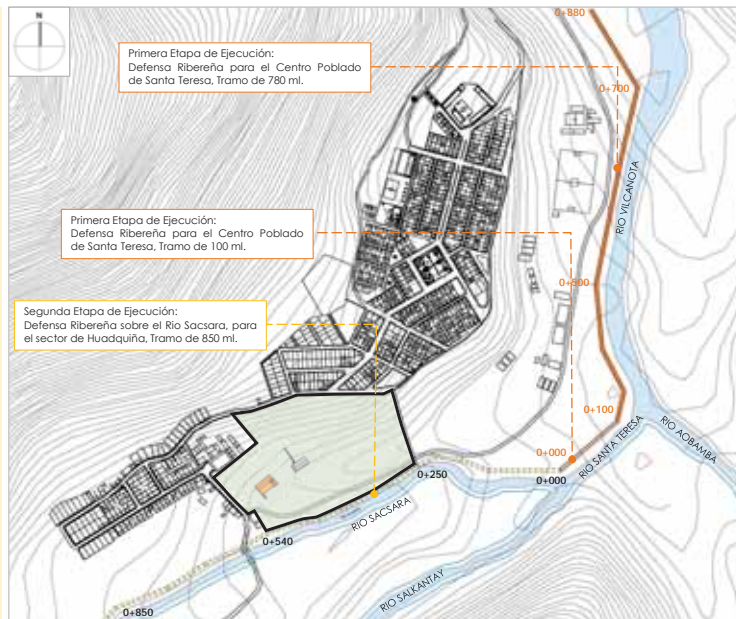 N
0+880
Primera Etapa de Ejecución:
Defensa Ribereña para el Centro Poblado
de Santa Teresa, Tramo de 780 ml.
0+700
RIO VILCANOTA
Primera Etapa de Ejecución:
Defensa Ribereña para el Centro Poblado
de Santa Teresa, Tramo de 100 ml.
0+500
Segunda Etapa de Ejecución:
Defensa Ribereña sobre el Rio Sacsara, para
el sector de Huadquiña, Tramo de 850 ml.
0+100
RIO AOBAMBA
RIO SANTA TERESA
0+000
0+250
0+000
RIO SACSARA
0+540
RIO SALKANTAY
0+850